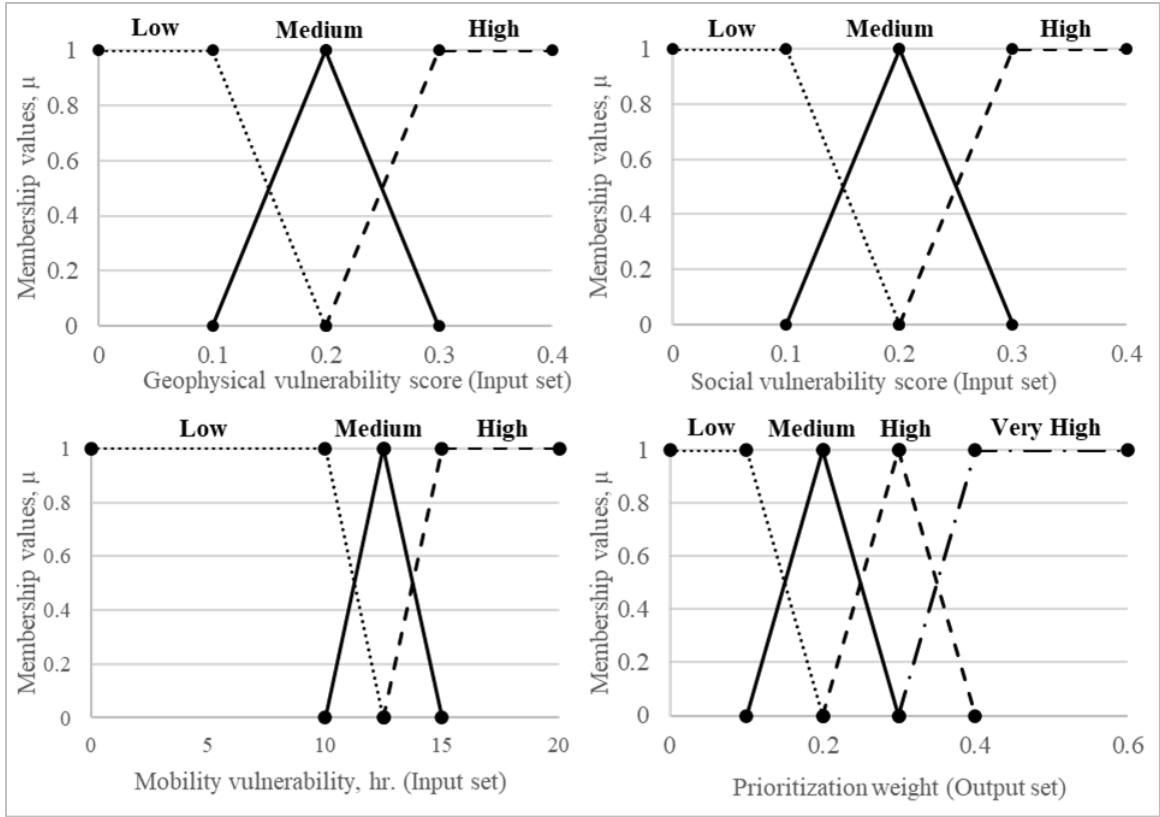 Low Medium High
1
0.8
0.6
0.4
0.2
0
Membership values, μ
0 0.1 0.2 0.3 0.4
Geophysical vulnerability score (Input set)
Low Medium High
1
0.8
0.6
0.4
0.2
0
Membership values, μ
0 0.1 0.2 0.3 0.4
Social vulnerability score (Input set)
Low Medium High
1
0.8
0.6
0.4
0.2
0
Membership values, μ
0 5 10 15 20
Mobility vulnerability, hr. (Input set)
Low Medium High Very High
1
0.8
0.6
0.4
0.2
0
Membership values, μ
0 0.2 0.4 0.6
Prioritization weight (Output set)